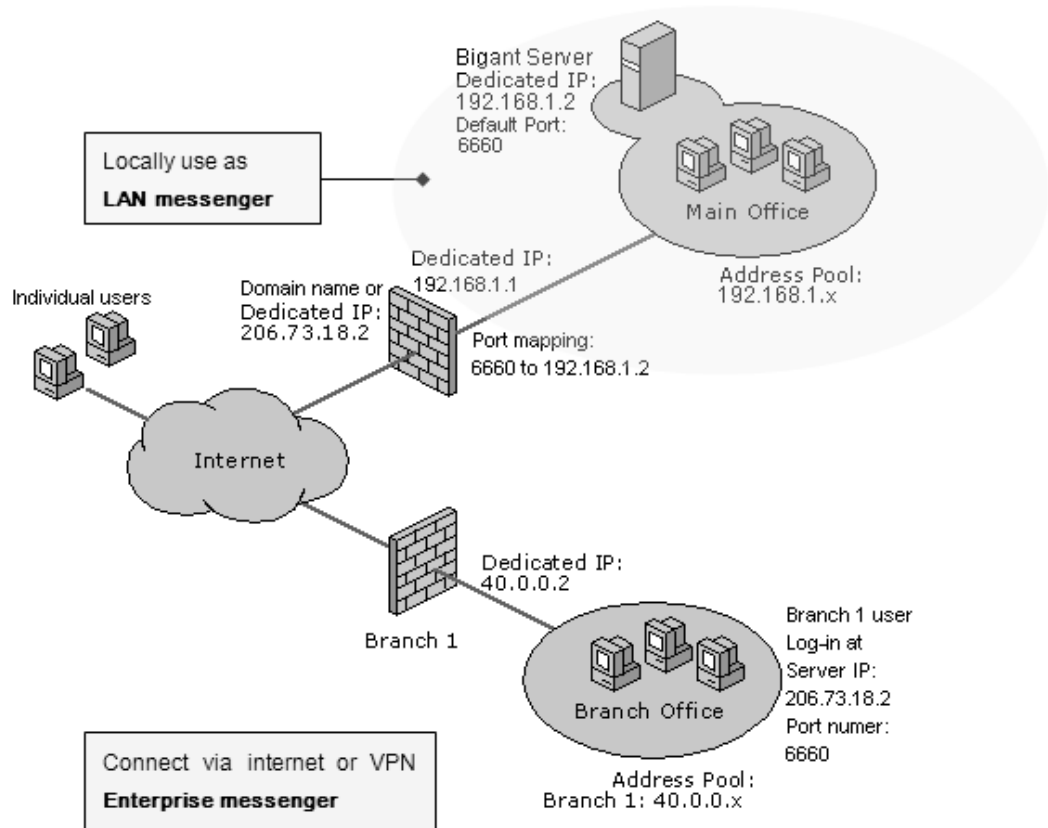 Bigant Server
Dedicated IP:
192.168.1.2
Default Port:
6660
Locally use as
LAN messenger
Main Office
Address Pool:
192.168.1.x
Dedicated IP:
192.168.1.1
Individual users
Domain name or
Dedicated IP:
206.73.18.2
Port mapping:
6660 to 192.168.1.2
Internet
Dedicated IP:
40.0.0.2
Branch 1
Branch Office
Branch 1 user
Log-in at
Server IP:
206.73.18.2
Port numer:
6660
Address Pool:
Branch 1: 40.0.0.x
Connect via internet or VPN
Enterprise messenger